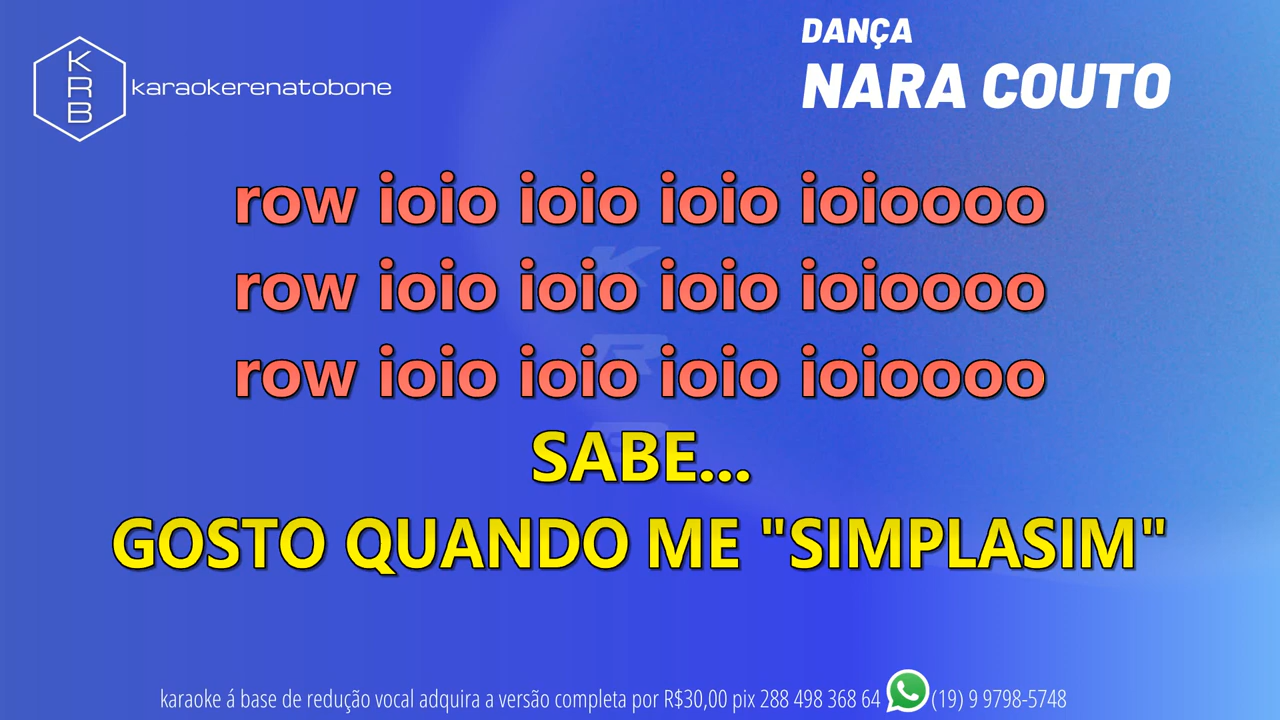 K
R
B
karaokerenatobone
DANÇA
NARA COUTO
row ioio ioio ioio ioioooo
row ioio ioio ioio ioioooo
row ioio ioio ioio ioioooo
SABE...
GOSTO QUANDO ME "SIMPLASIM"
K
R
B
karaoke á base de redução vocal adquira a versão completa por R$30,00 pix 288 498 368 64 (19) 9 9798-5748